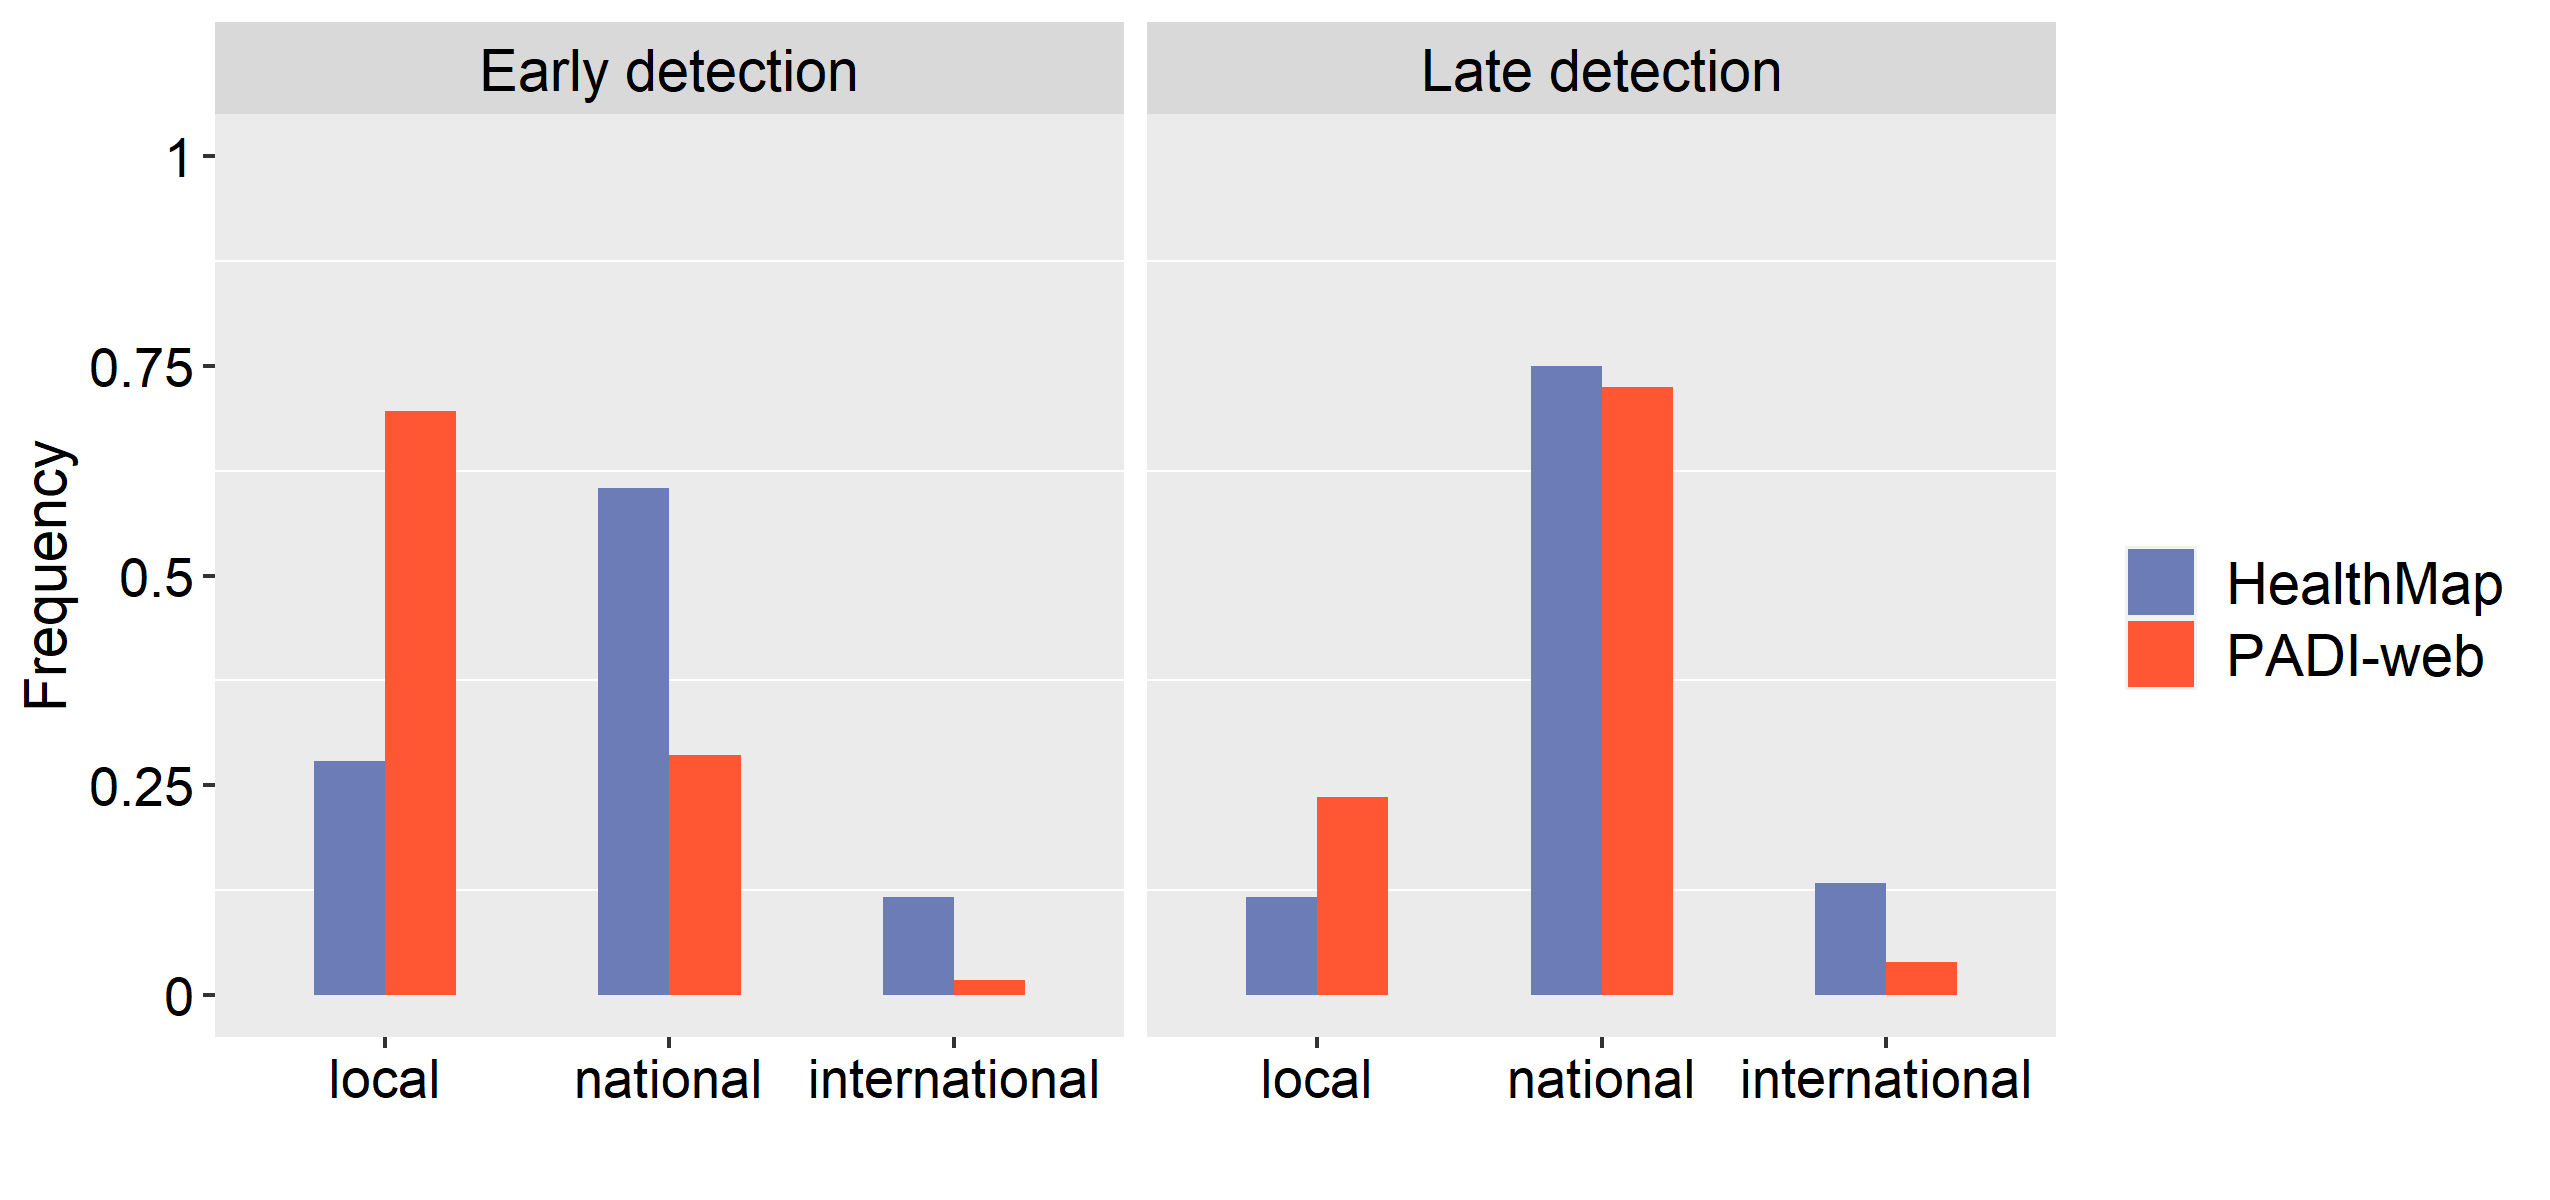 Early detection
Late detection
Frequency
1
0.75
0.5
0.25
0
local
national
international
local
national
international
HealthMap
PADI-web